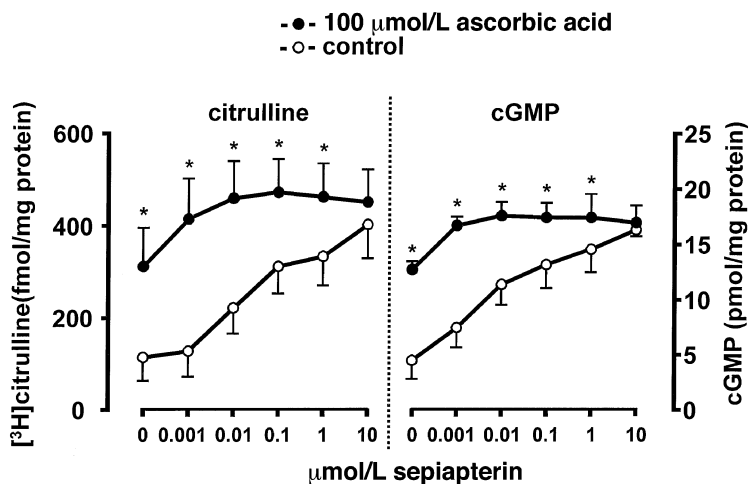 -●- 100 μmol/L ascorbic acid
-○- control
citrulline
cGMP
[³H]citrulline(fmol/mg protein)
600
400
200
0
* * * * *
* * * * *
25
20
15
10
5
0
cGMP (pmol/mg protein)
0 0.001 0.01 0.1 1 10
0 0.001 0.01 0.1 1 10
μmol/L sepiapterin